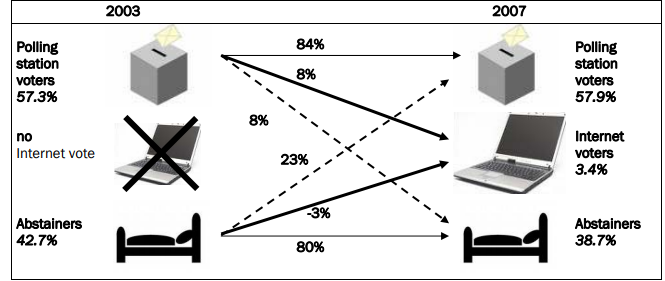 2003
2007
Polling
station
voters
57.3%
84%
8%
8%
23%
-3%
80%
no
Internet vote
Abstainers
42.7%
Polling
station
voters
57.9%
Internet
voters
3.4%
Abstainers
38.7%